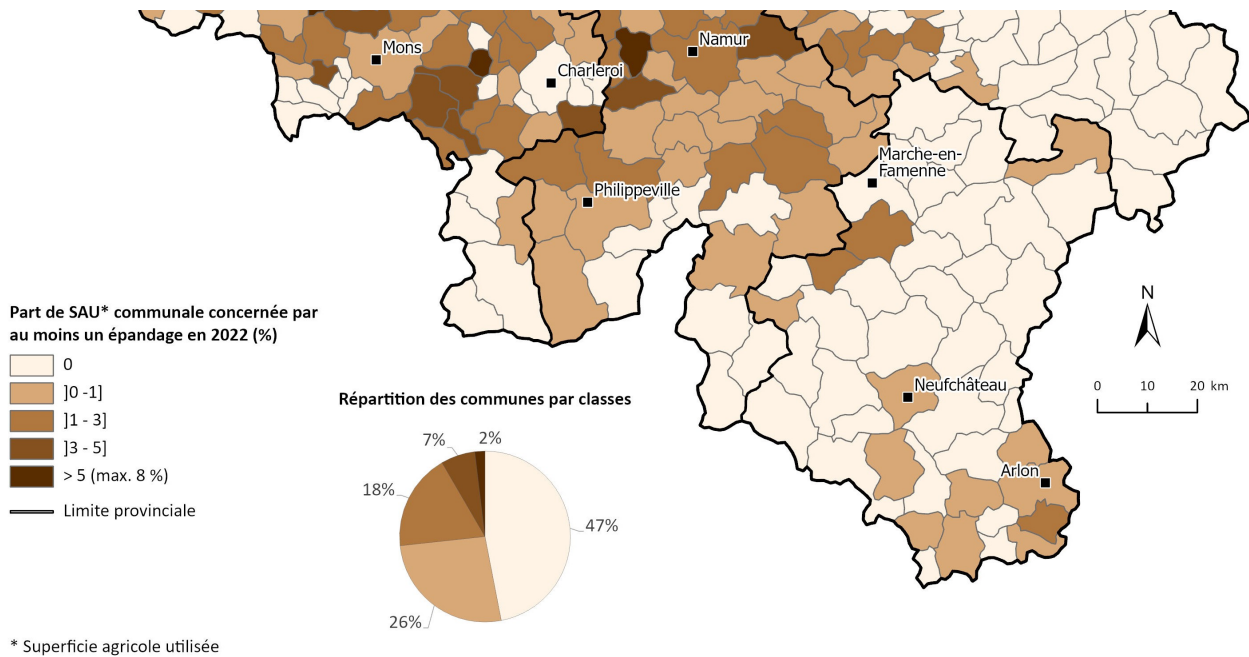 Mons
Namur
Charleroi
Marche-en-
Famenne
Philippeville
Part de SAU* communale concernée par
au moins un épandage en 2022 (%)
0
]0 -1]
]1 - 3]
]3 - 5]
> 5 (max. 8 %)
Limite provinciale
N
0 10 20 km
Neufchâteau
Arlon
Répartition des communes par classes
7%
2%
18%
47%
26%
* Superficie agricole utilisée